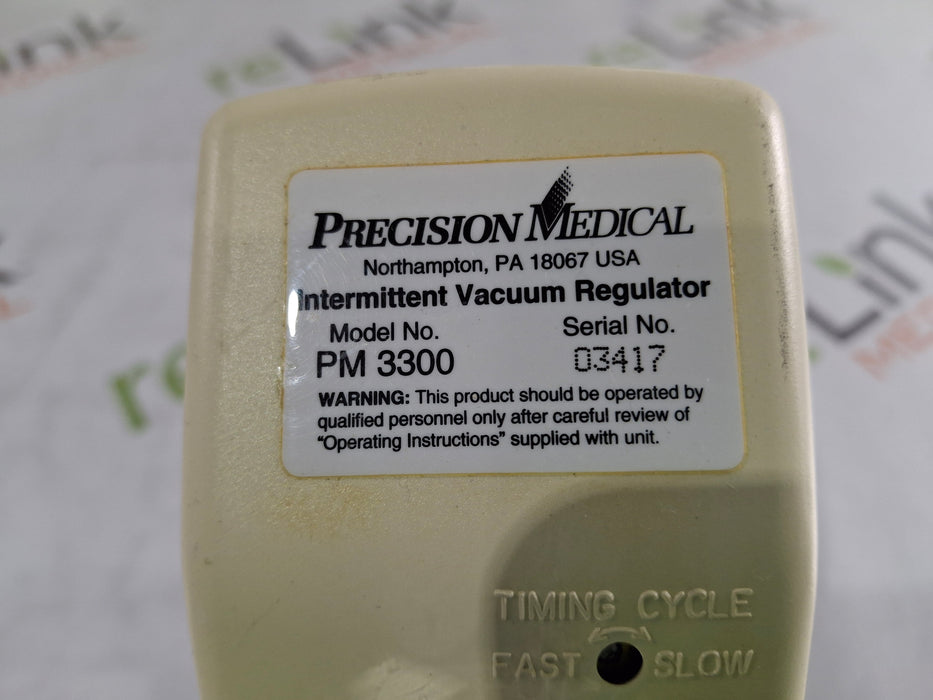 PRECISION MEDICAL
Northampton, PA 18067 USA
Intermittent Vacuum Regulator
Model No. Serial No.
PM 3300 03417
WARNING: This product should be operated by
qualified personnel only after careful review of
"Operating Instructions" supplied with unit.
TIMING CYCLE
FAST SLOW
reLink
MEDICAL